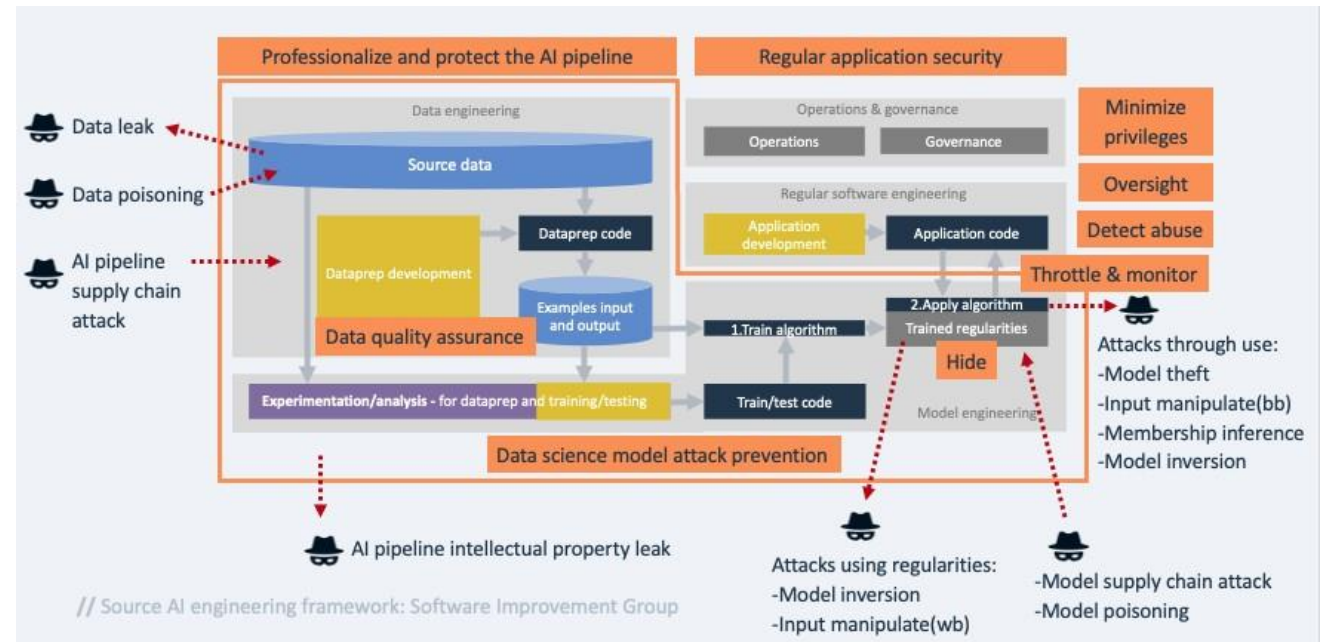 Professionalize and protect the AI pipeline
Regular application security
Data engineering
Operations & governance
Minimize
privileges
Data leak
Operations
Governance
Source data
Data poisoning
Regular software engineering
Oversight
Application
development
Application code
Dataprep code
Detect abuse
AI pipeline
supply chain
attack
Dataprep development
Throttle & monitor
Examples input
and output
2.Apply algorithm
1.Train algorithm
Trained regularities
Data quality assurance
Hide
Attacks through use:
-Model theft
-Input manipulate(bb)
-Membership inference
-Model inversion
Experimentation/analysis - for dataprep and training/testing
Train/test code
Model engineering
Data science model attack prevention
AI pipeline intellectual property leak
Attacks using regularities:
-Model inversion
-Input manipulate(wb)
-Model supply chain attack
-Model poisoning
// Source AI engineering framework: Software Improvement Group